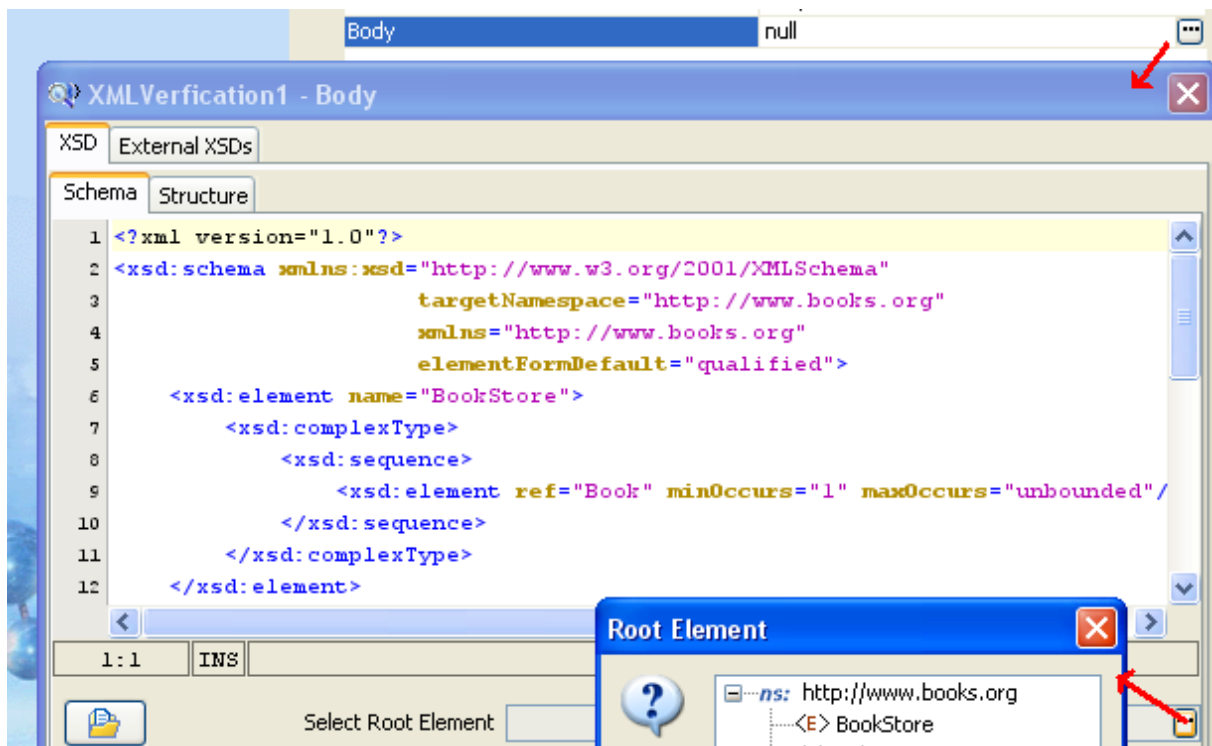 Body null
XMLVerfication1 - Body
XSD External XSDs
Schema Structure
1 <?xml version="1.0"?>
2 <xsd:schema xmlns:xsd="http://www.w3.org/2001/XMLSchema"
3 targetNamespace="http://www.books.org"
4 xmlns="http://www.books.org"
5 elementFormDefault="qualified">
6 <xsd:element name="BookStore">
7 <xsd:complexType>
8 <xsd:sequence>
9 <xsd:element ref="Book" minOccurs="1" maxOccurs="unbounded"/
10 </xsd:sequence>
11 </xsd:complexType>
12 </xsd:element>
Root Element
1:1 INS
ns: http://www.books.org
Select Root Element
<E> BookStore